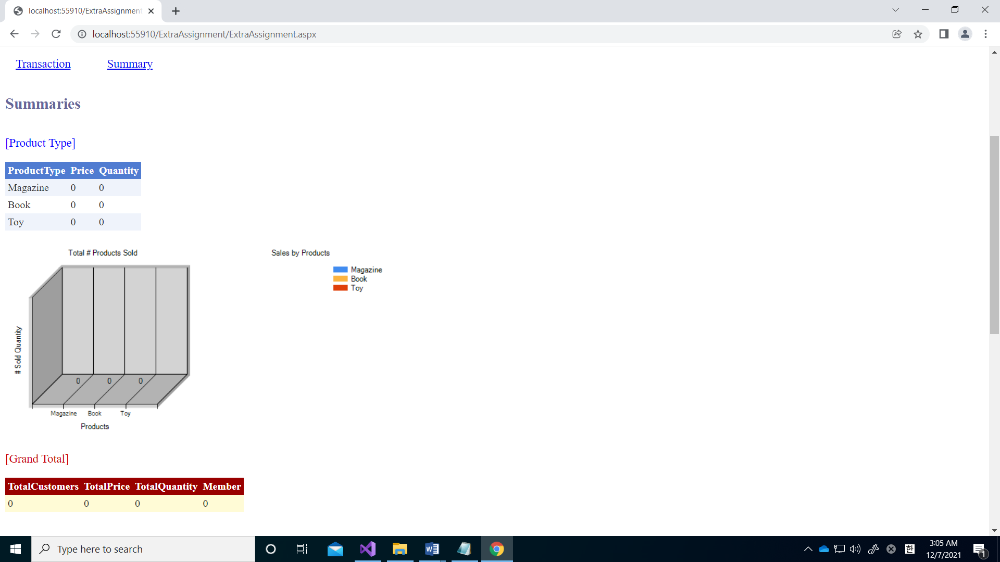 localhost:55910/ExtraAssignment
localhost:55910/ExtraAssignment/ExtraAssignment.aspx
Transaction Summary
Summaries
[Product Type]
ProductType Price Quantity
Magazine 0 0
Book 0 0
Toy 0 0
Total # Products Sold
# Sold Quantity
0 0 0
Magazine Book Toy
Products
Sales by Products
Magazine
Book
Toy
[Grand Total]
TotalCustomers TotalPrice TotalQuantity Member
0 0 0 0
Type here to search
한
3:05 AM
12/7/2021
1